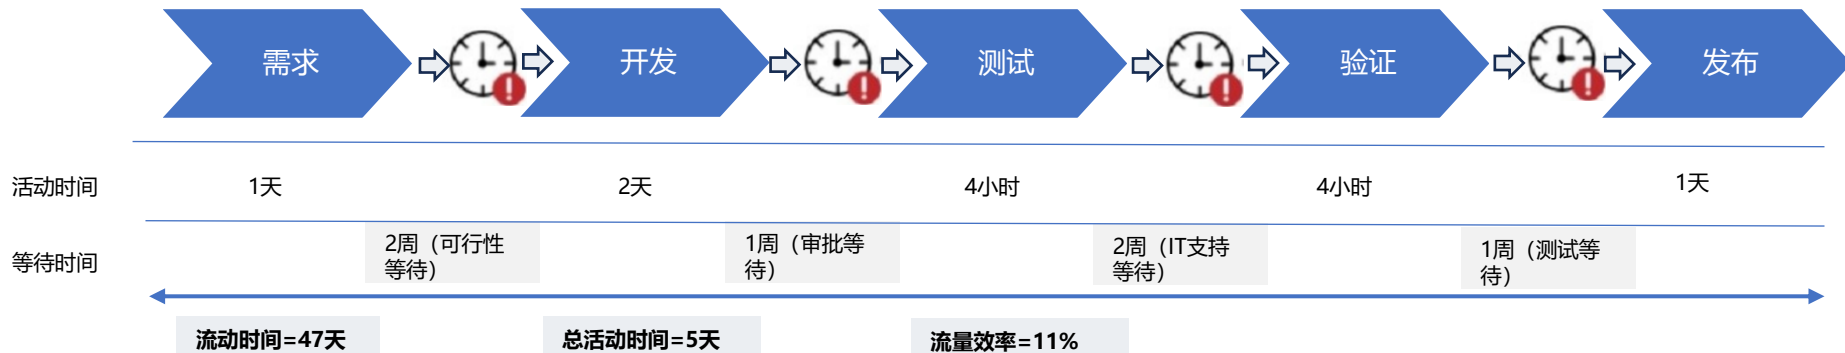 需求
开发
测试
验证
发布
活动时间
1天
2天
4小时
4小时
1天
等待时间
2周（可行性
等待）
1周（审批等
待）
2周（IT支持
等待）
1周（测试等
待）
流动时间=47天
总活动时间=5天
流量效率=11%